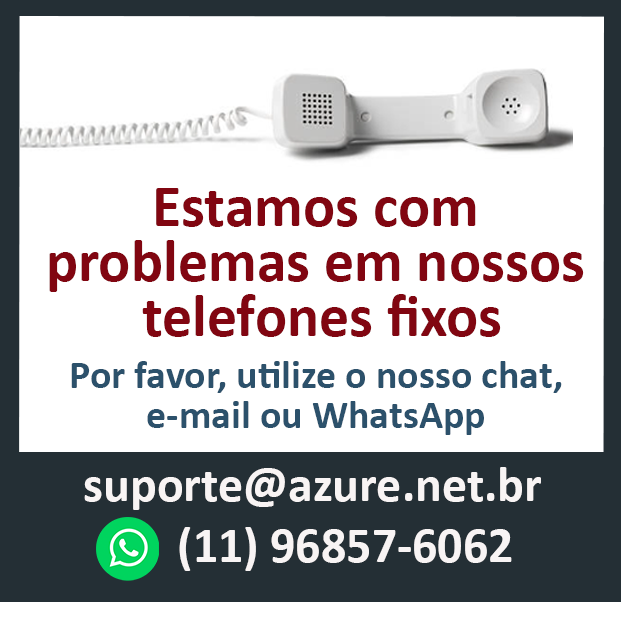 Estamos com
problemas em nossos
telefones fixos
Por favor, utilize o nosso chat,
e-mail ou WhatsApp
suporte@azure.net.br
(11) 96857-6062